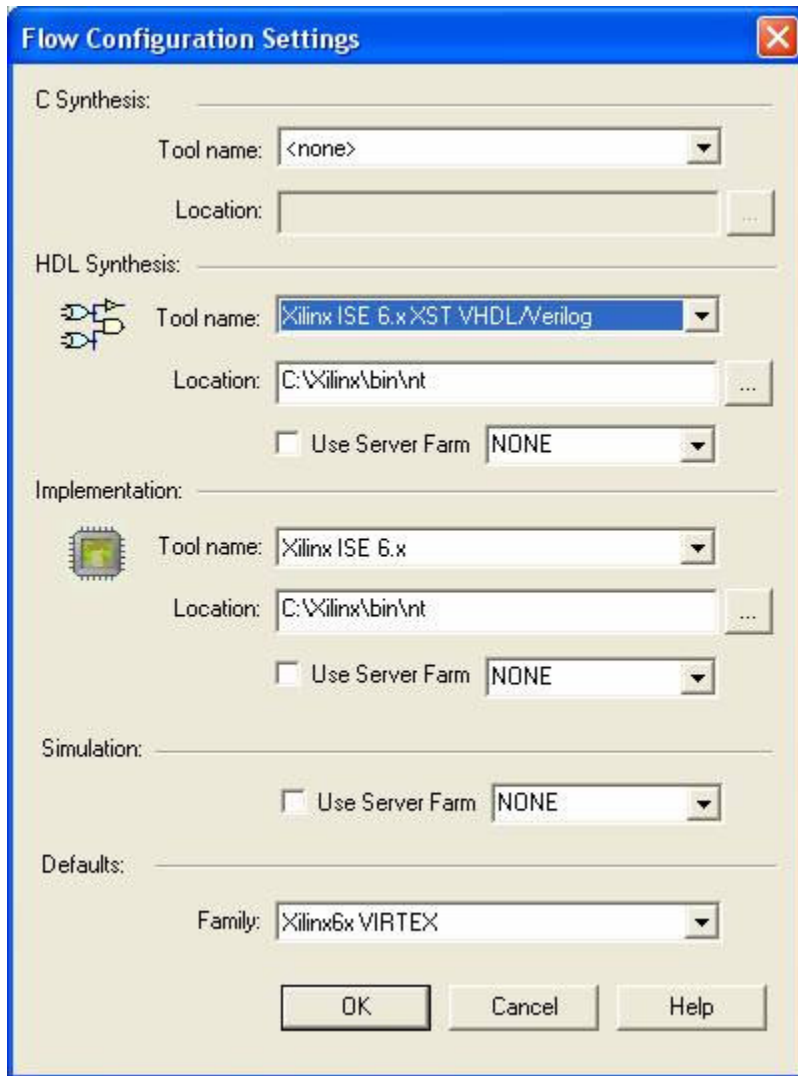 Flow Configuration Settings
C Synthesis:
Tool name: <none>
Location:
...
HDL Synthesis:
Tool name: Xilinx ISE 6.x XST VHDL/Verilog
Location: C:\Xilinx\bin\nt ...
Use Server Farm NONE
Implementation:
Tool name: Xilinx ISE 6.x
Location: C:\Xilinx\bin\nt ...
Use Server Farm NONE
Simulation:
Use Server Farm NONE
Defaults:
Family: Xilinx6x VIRTEX
OK Cancel Help